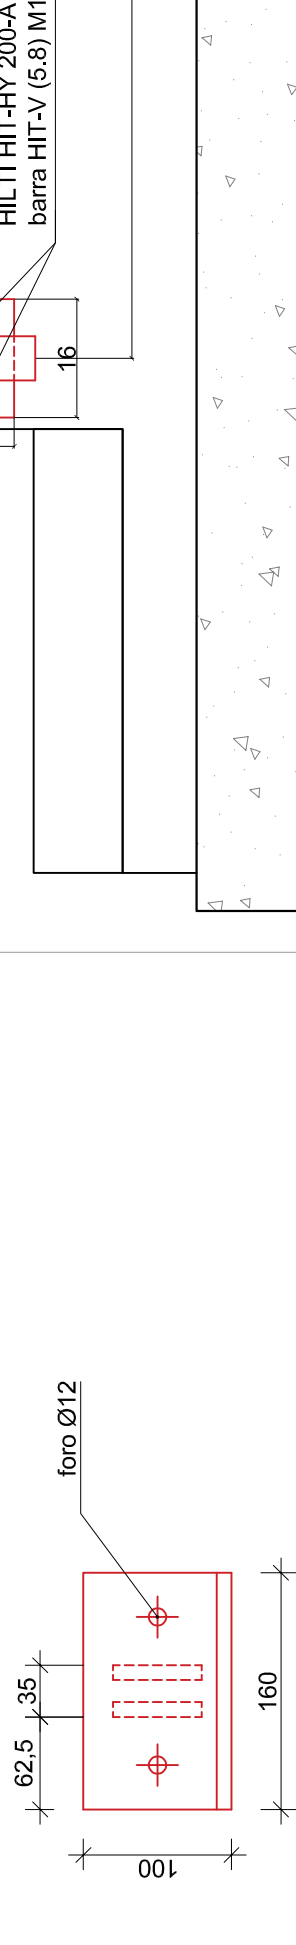 HILTI HIT-HY 200-A
barra HIT-V (5.8) M1
16
foro Ø12
35
62,5
160
100